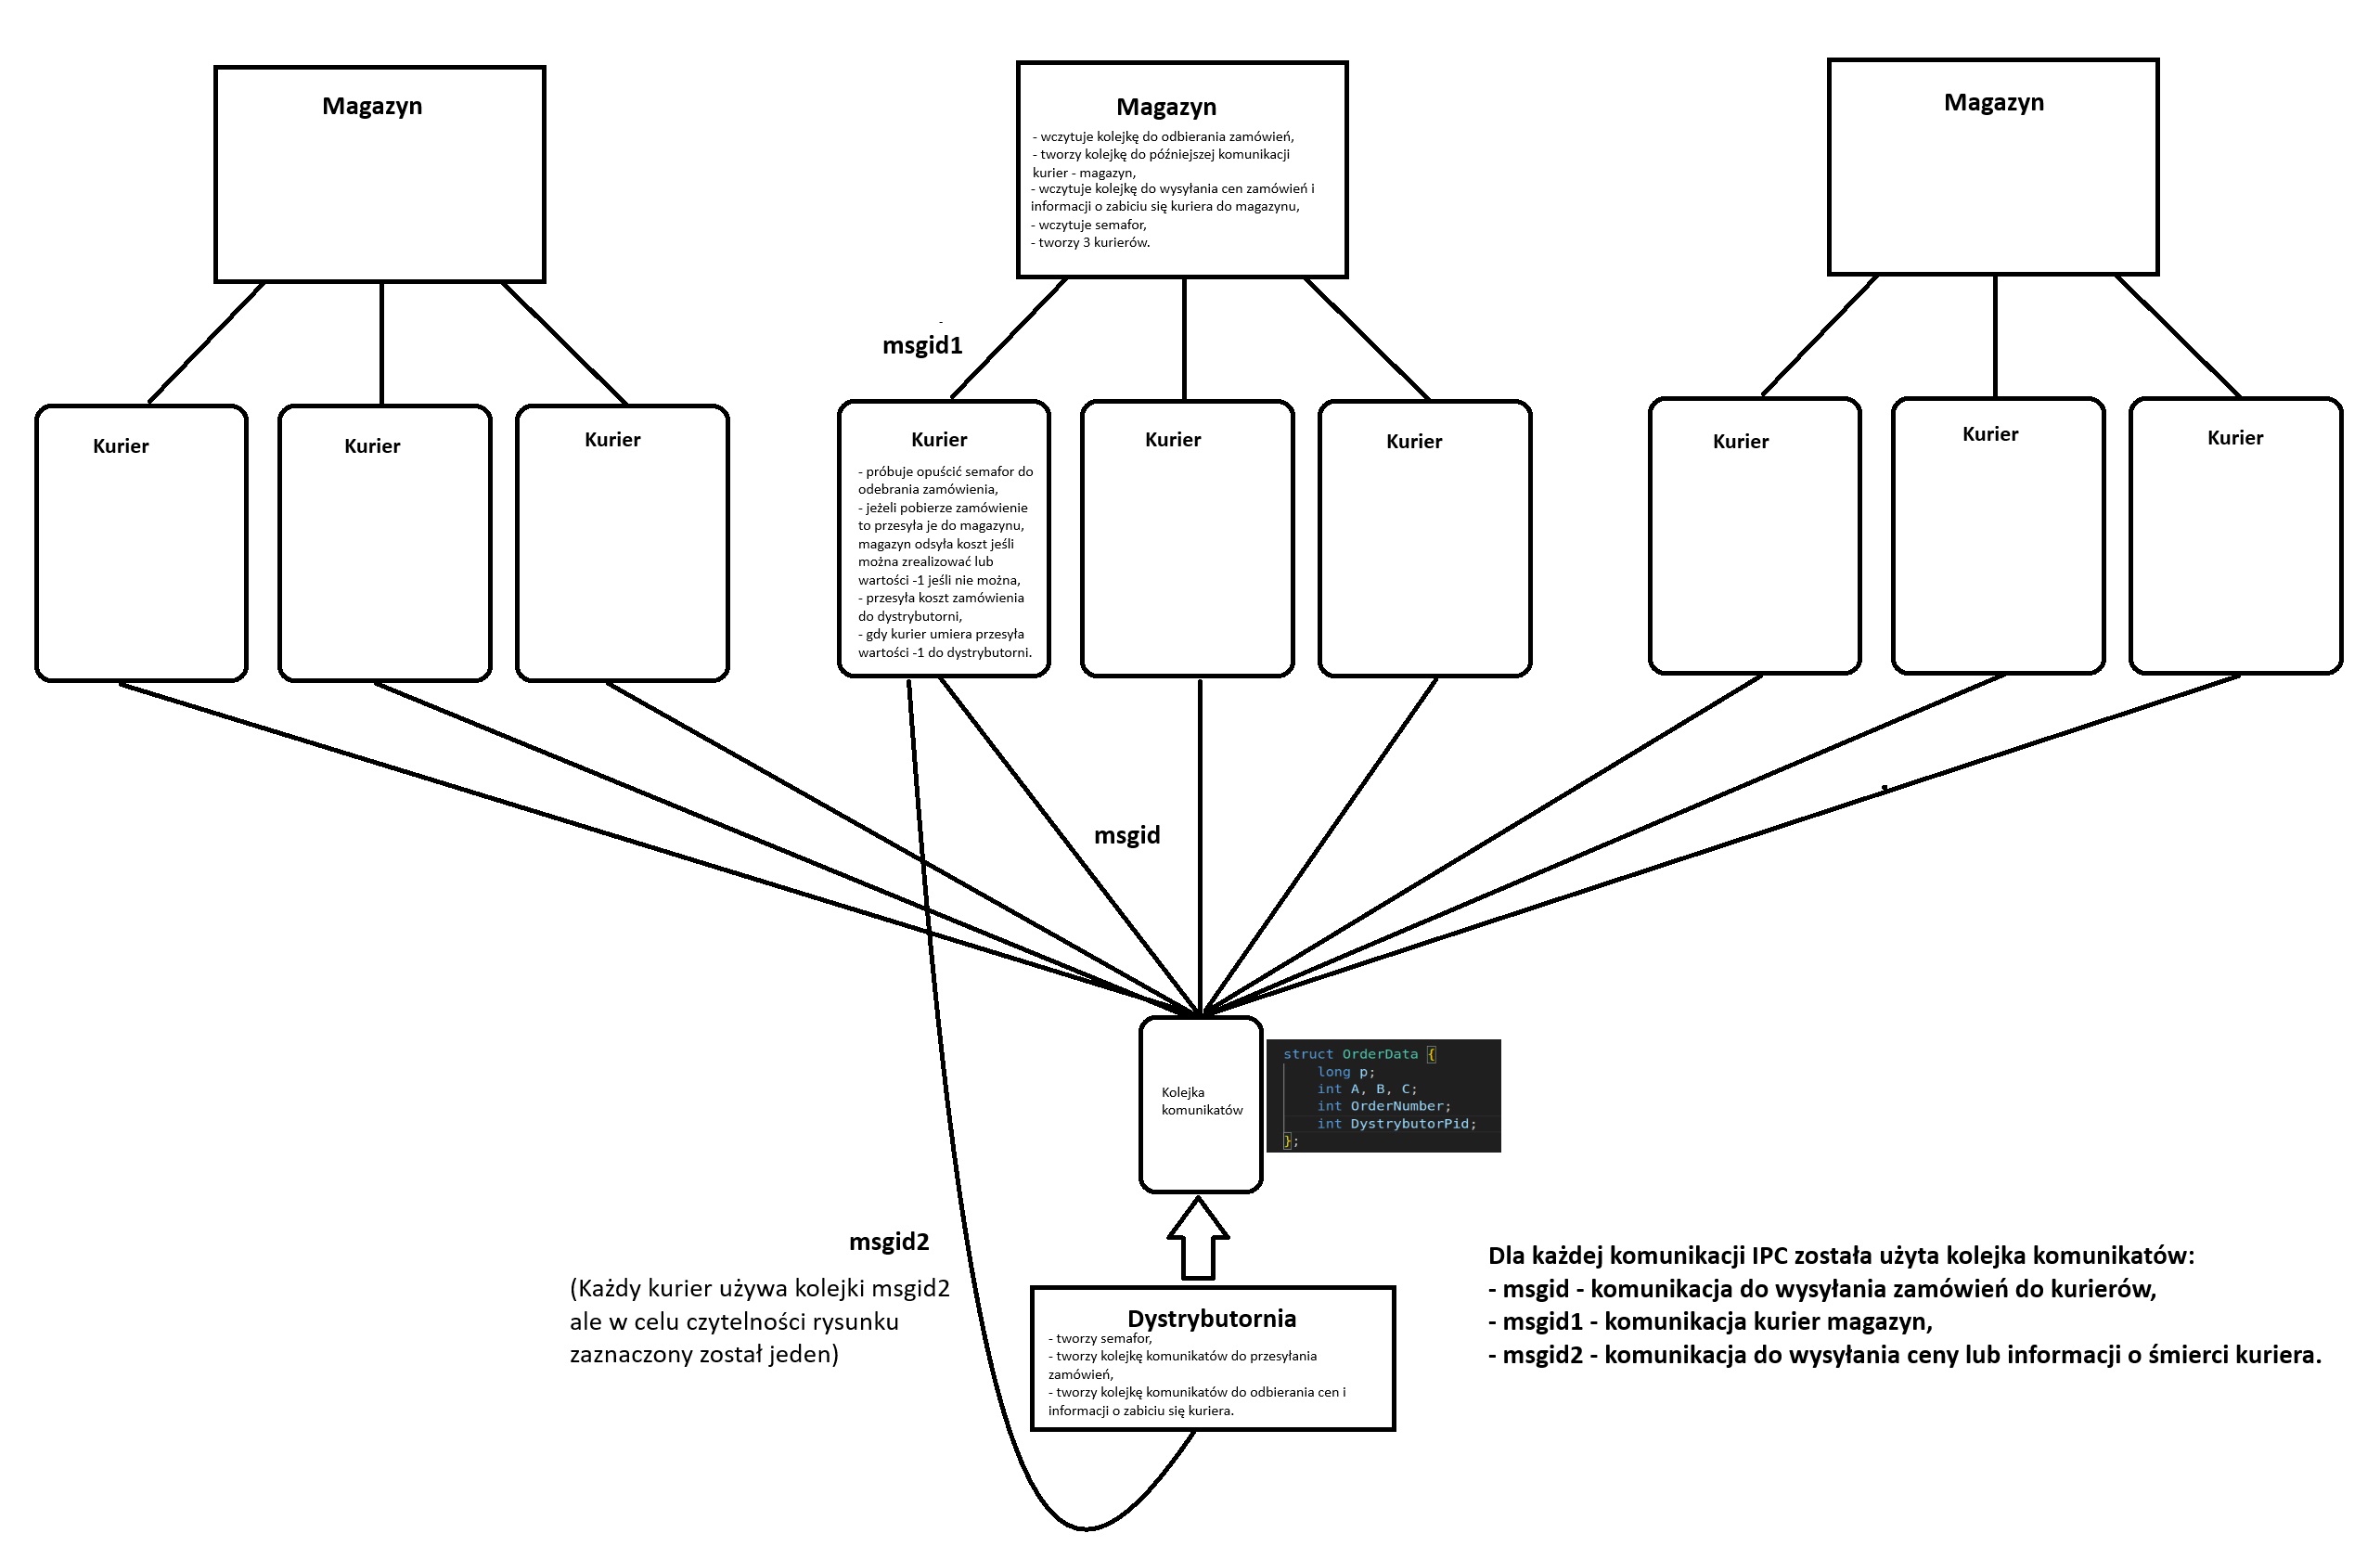 Magazyn
Magazyn
- wczytuje kolejkę do odbierania zamówień,
- tworzy kolejkę do późniejszej komunikacji
kurier - magazyn,
- wczytuje kolejkę do wysyłania cen zamówień i
informacji o zabiciu się kuriera do magazynu,
- wczytuje semafor,
- tworzy 3 kurierów.
Magazyn
msgid1
Kurier
Kurier
Kurier
Kurier
- próbuje opuścić semafor do
odebrania zamówienia,
- jeżeli pobierze zamówienie
to przesyła je do magazynu,
magazyn odsyła koszt jeśli
można zrealizować lub
wartości -1 jeśli nie można,
- przesyła koszt zamówienia
do dystrybutorni,
- gdy kurier umiera przesyła
wartości -1 do dystrybutorni.
Kurier
Kurier
Kurier
Kurier
Kurier
msgid
Kolejka
komunikatów
struct OrderData {
long p;
int A, B, C;
int OrderNumber;
int DystrybutorPid;
};
msgid2
(Każdy kurier używa kolejki msgid2
ale w celu czytelności rysunku
zaznaczony został jeden)
Dystrybutornia
- tworzy semafor,
- tworzy kolejkę komunikatów do przesyłania
zamówień,
- tworzy kolejkę komunikatów do odbierania cen i
informacji o zabiciu się kuriera.
Dla każdej komunikacji IPC została użyta kolejka komunikatów:
- msgid - komunikacja do wysyłania zamówień do kurierów,
- msgid1 - komunikacja kurier magazyn,
- msgid2 - komunikacja do wysyłania ceny lub informacji o śmierci kuriera.